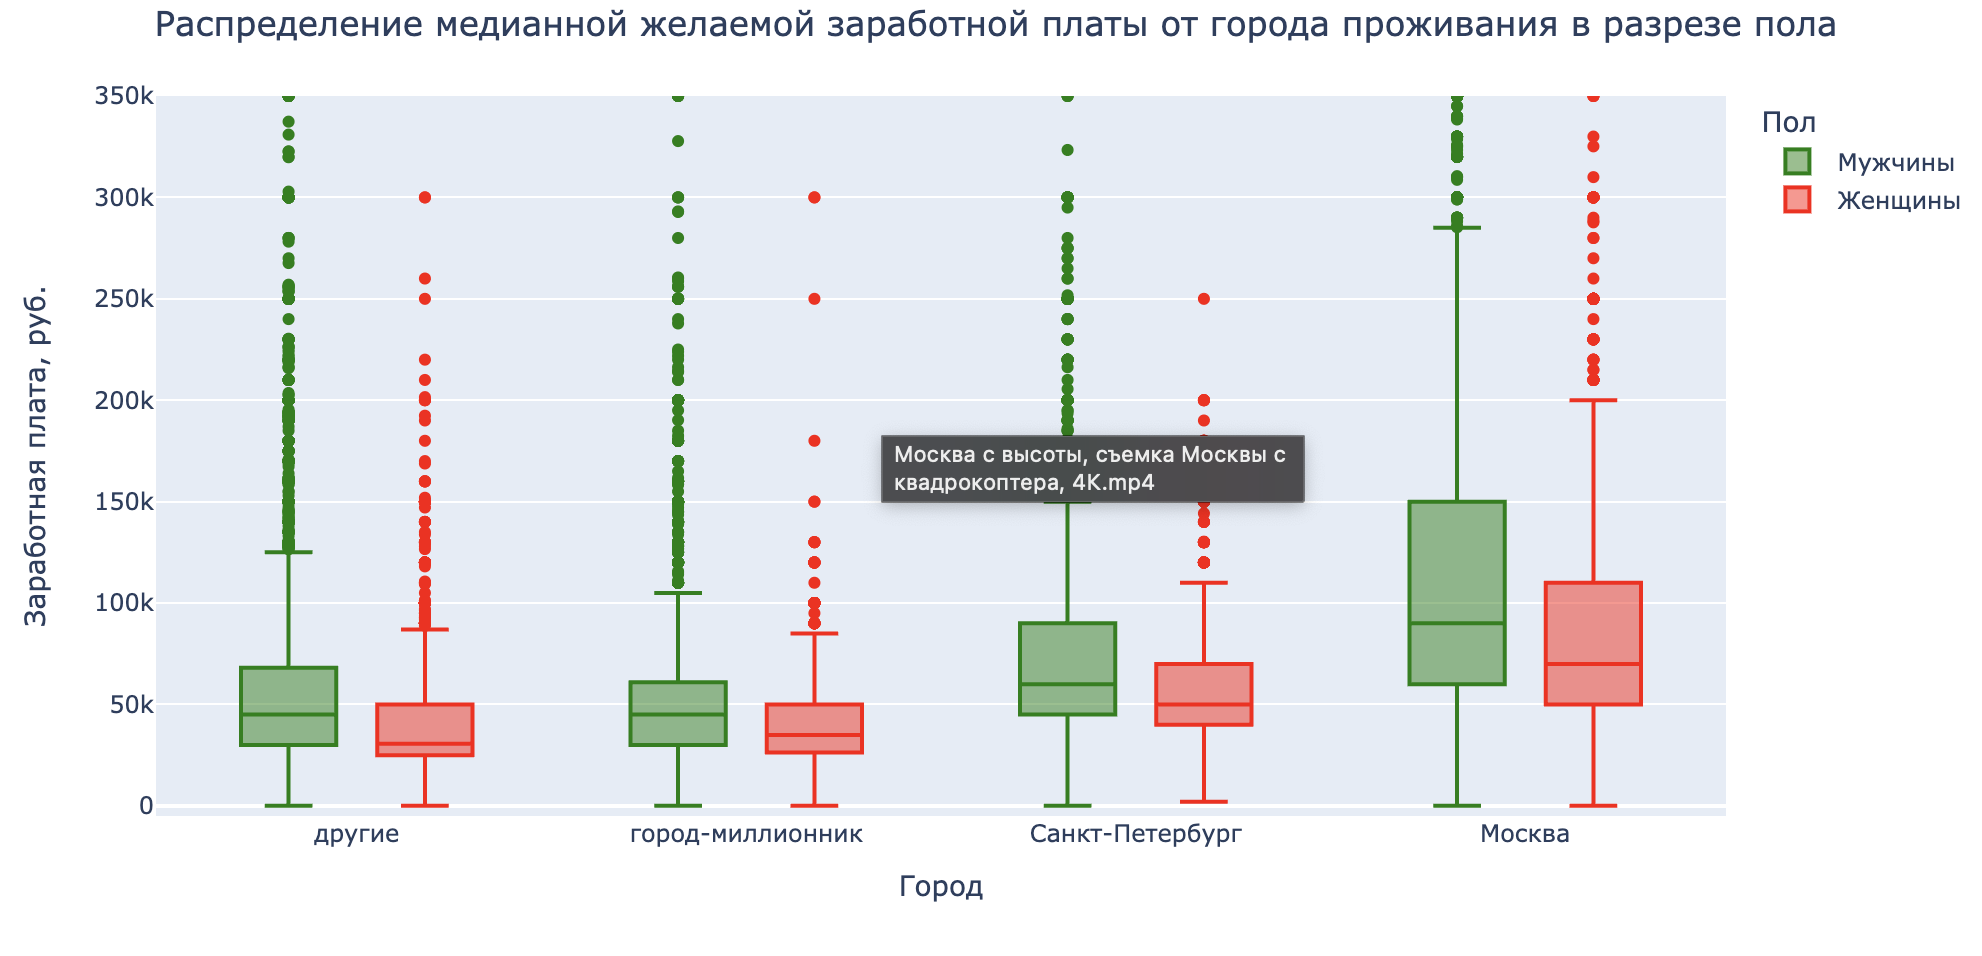 Распределение медианной желаемой заработной платы от города проживания в разрезе пола
350k
300k
250k
200k
150k
100k
50k
0
Заработная плата, руб.
Пол
Мужчины
Женщины
Москва с высоты, съемка Москвы с
квадрокоптера, 4K.mp4
другие
город-миллионник
Санкт-Петербург
Москва
Город